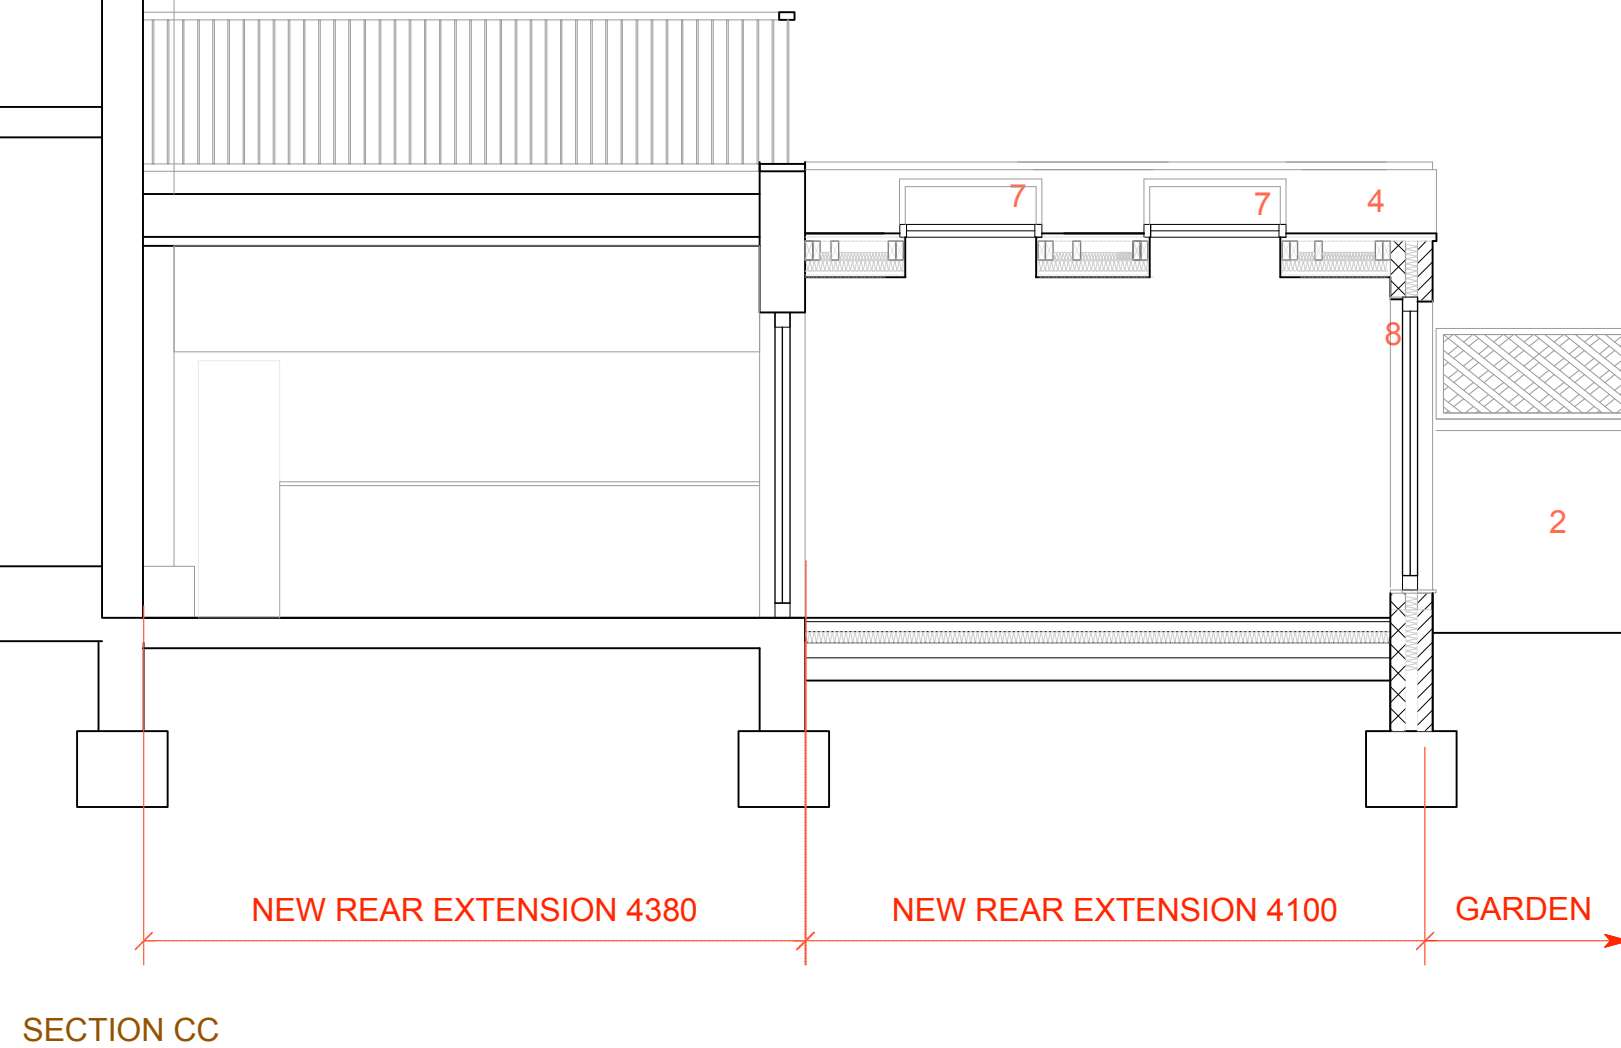 7
7
4
8
2
NEW REAR EXTENSION 4380
NEW REAR EXTENSION 4100
GARDEN
SECTION CC